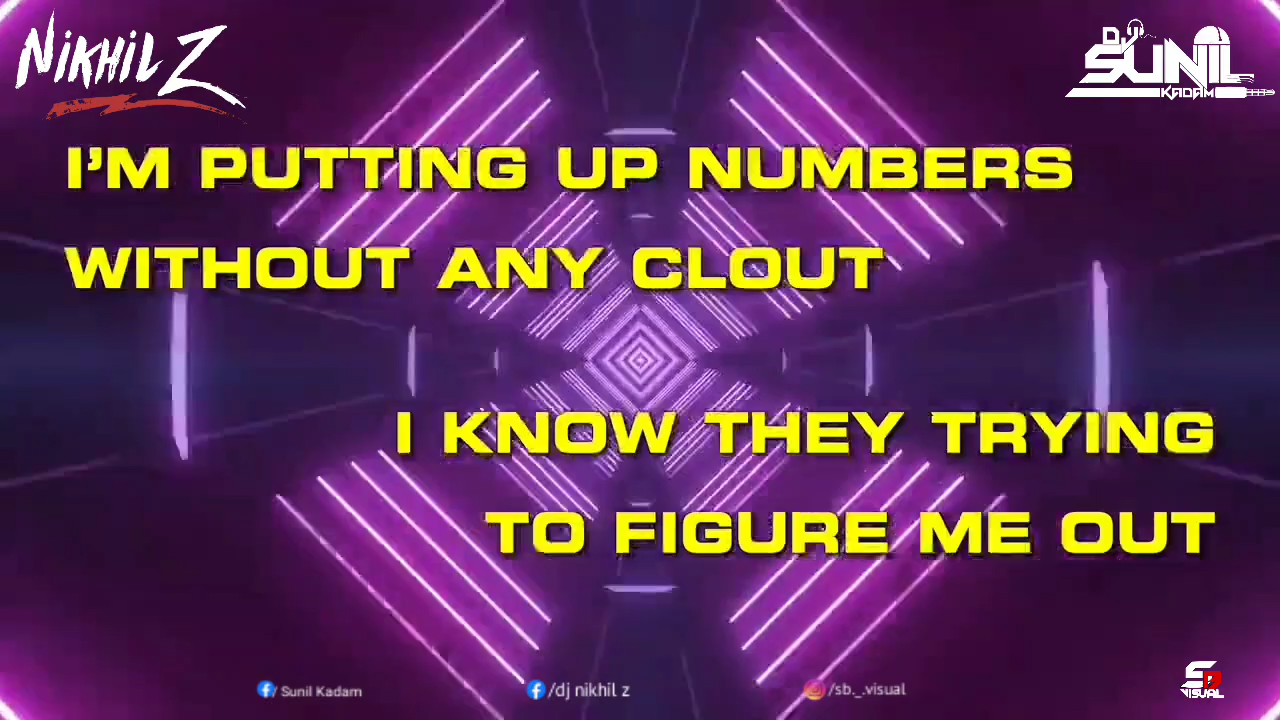 NiKHiL Z
DJ
SUNIL
KADAM
I'M PUTTING UP NUMBERS
WITHOUT ANY CLOUT
I KNOW THEY TRYING
TO FIGURE ME OUT
/ Sunil Kadam
/dj nikhil z
/sb._.visual
SB
VISUAL